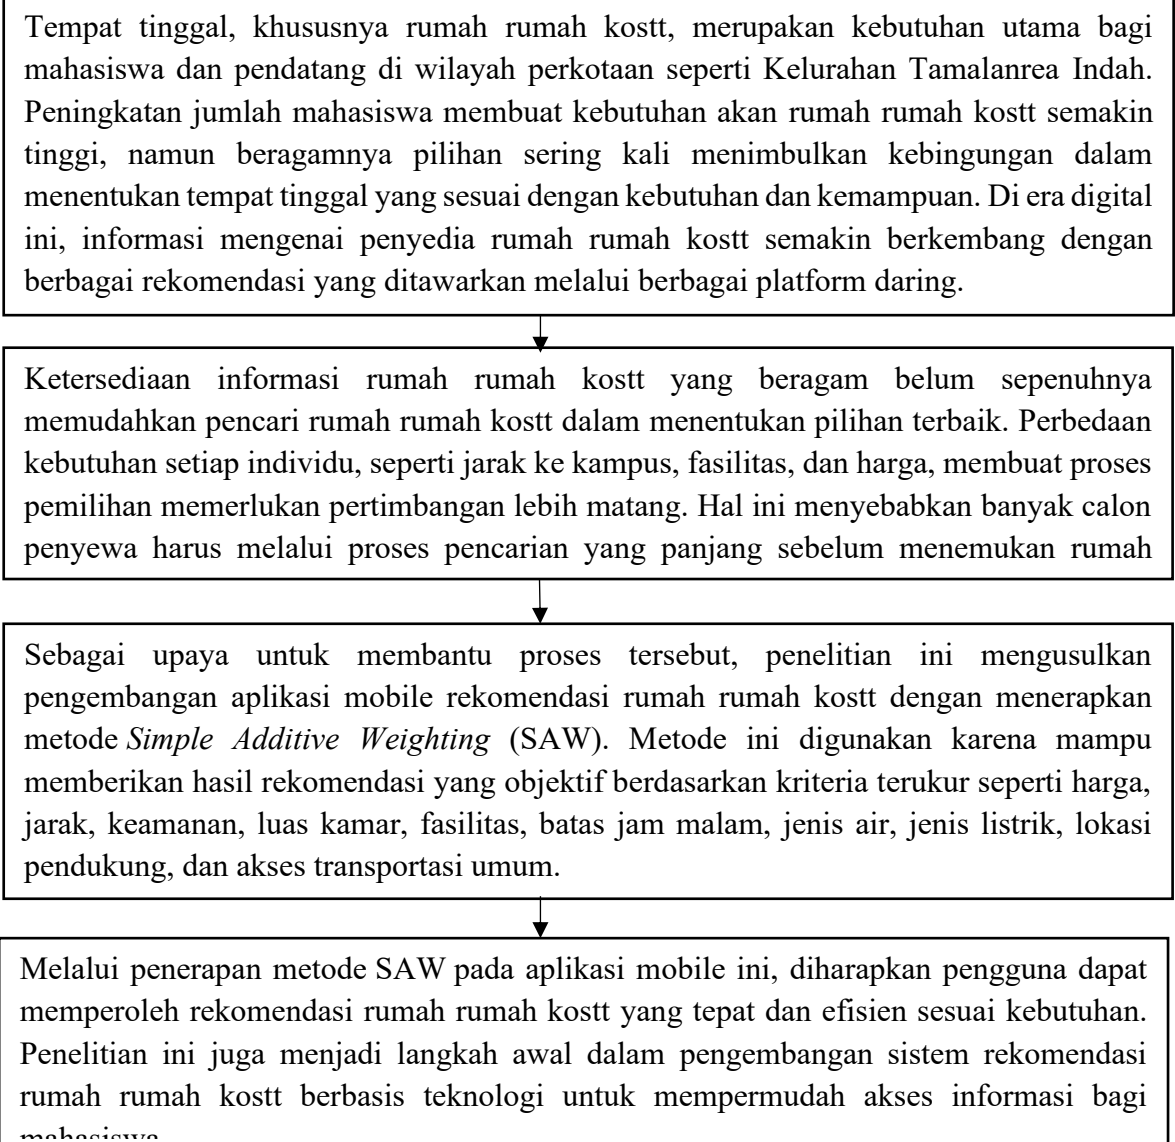 Tempat tinggal, khususnya rumah rumah kostt, merupakan kebutuhan utama bagi
mahasiswa dan pendatang di wilayah perkotaan seperti Kelurahan Tamalanrea Indah.
Peningkatan jumlah mahasiswa membuat kebutuhan akan rumah rumah kostt semakin
tinggi, namun beragamnya pilihan sering kali menimbulkan kebingungan dalam
menentukan tempat tinggal yang sesuai dengan kebutuhan dan kemampuan. Di era digital
ini, informasi mengenai penyedia rumah rumah kostt semakin berkembang dengan
berbagai rekomendasi yang ditawarkan melalui berbagai platform daring.
Ketersediaan informasi rumah rumah kostt yang beragam belum sepenuhnya
memudahkan pencari rumah rumah kostt dalam menentukan pilihan terbaik. Perbedaan
kebutuhan setiap individu, seperti jarak ke kampus, fasilitas, dan harga, membuat proses
pemilihan memerlukan pertimbangan lebih matang. Hal ini menyebabkan banyak calon
penyewa harus melalui proses pencarian yang panjang sebelum menemukan rumah
Sebagai upaya untuk membantu proses tersebut, penelitian ini mengusulkan
pengembangan aplikasi mobile rekomendasi rumah rumah kostt dengan menerapkan
metode Simple Additive Weighting (SAW). Metode ini digunakan karena mampu
memberikan hasil rekomendasi yang objektif berdasarkan kriteria terukur seperti harga,
jarak, keamanan, luas kamar, fasilitas, batas jam malam, jenis air, jenis listrik, lokasi
pendukung, dan akses transportasi umum.
Melalui penerapan metode SAW pada aplikasi mobile ini, diharapkan pengguna dapat
memperoleh rekomendasi rumah rumah kostt yang tepat dan efisien sesuai kebutuhan.
Penelitian ini juga menjadi langkah awal dalam pengembangan sistem rekomendasi
rumah rumah kostt berbasis teknologi untuk mempermudah akses informasi bagi